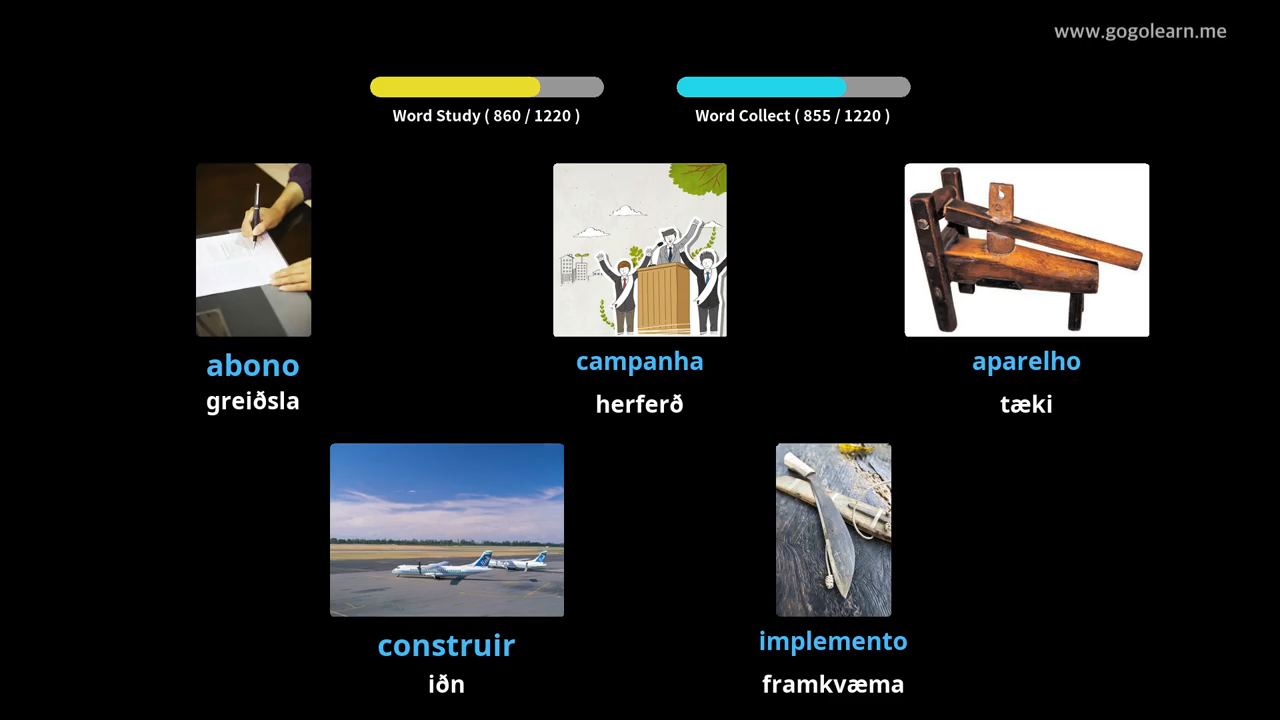 www.gogolearn.me
Word Study ( 860 / 1220 )
Word Collect ( 855 / 1220 )
abono
greiðsla
campanha
herferð
aparelho
tæki
construir
iðn
implemento
framkvæma